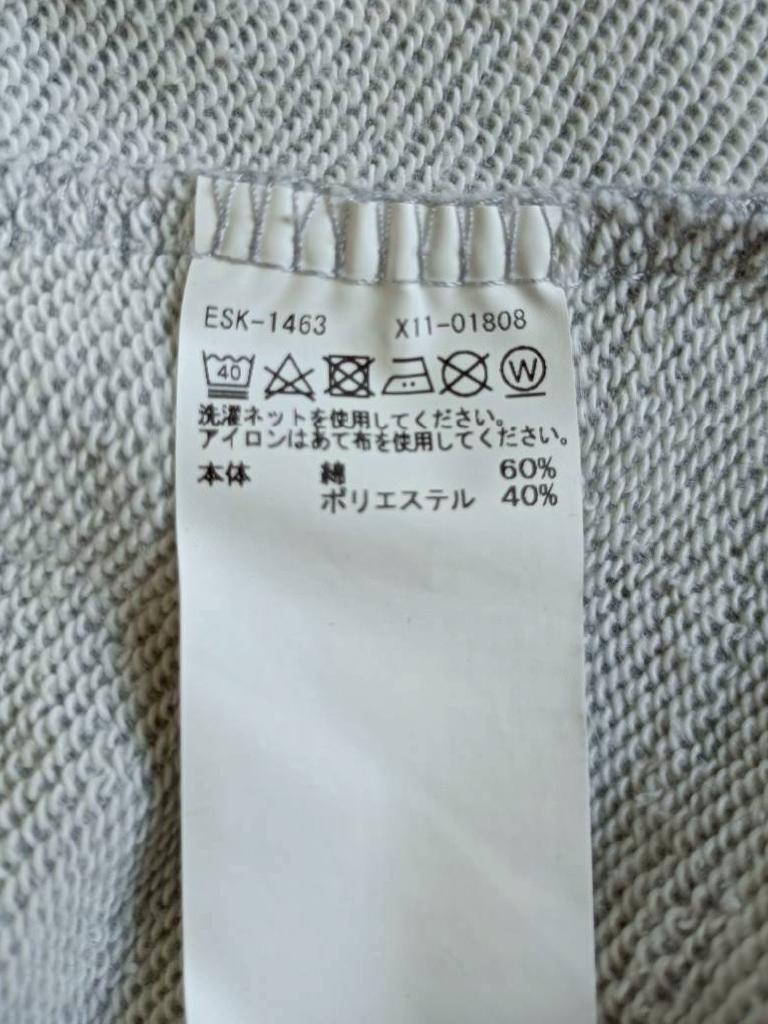 ESK-1463 X11-01808
40 W
洗濯ネットを使用してください。
アイロンはあて布を使用してください。
本体 綿 60%
ポリエステル 40%